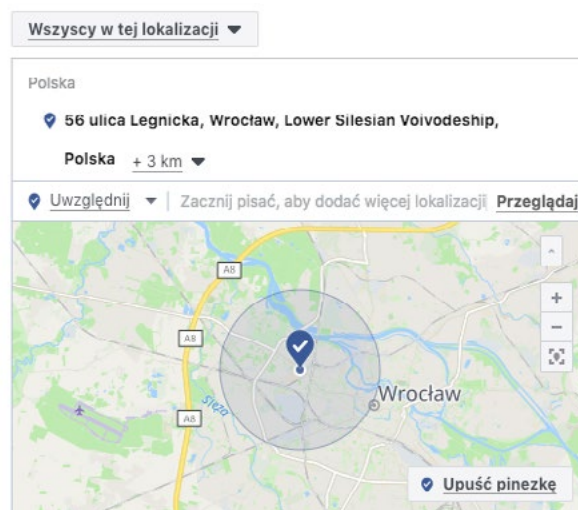 Wszyscy w tej lokalizacji
Polska
56 ulica Legnicka, Wrocław, Lower Silesian Voivodeship,
Polska + 3 km
Uwzględnij Zacznij pisać, aby dodać więcej lokalizacji Przeglądaj
A8
A8
Ślęza
Wrocław
A8
Upuść pinezkę